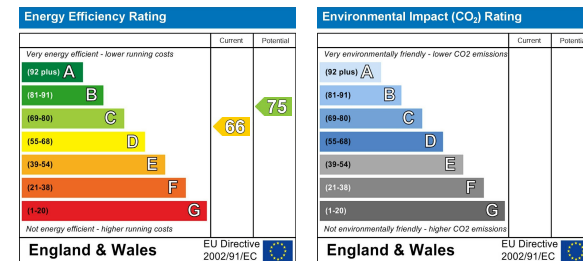 Energy Efficiency Rating
Current Potential
Very energy efficient - lower running costs
(92 plus) A
(81-91) B
(69-80) C
(55-68) D
(39-54) E
(21-38) F
(1-20) G
66
75
Not energy efficient - higher running costs
England & Wales
EU Directive
2002/91/EC
Environmental Impact (CO₂) Rating
Current Potential
Very environmentally friendly - lower CO2 emissions
(92 plus) A
(81-91) B
(69-80) C
(55-68) D
(39-54) E
(21-38) F
(1-20) G
Not environmentally friendly - higher CO2 emissions
England & Wales
EU Directive
2002/91/EC